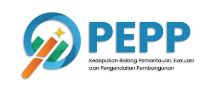 PEPP
Kedeputian Bidang Pemantauan, Evaluasi
dan Pengendalian Pembangunan